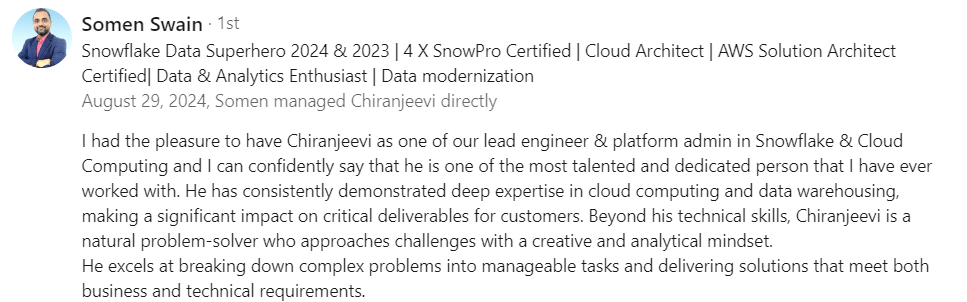 Somen Swain · 1st
Snowflake Data Superhero 2024 & 2023 | 4 X SnowPro Certified | Cloud Architect | AWS Solution Architect
Certified| Data & Analytics Enthusiast | Data modernization
August 29, 2024, Somen managed Chiranjeevi directly
I had the pleasure to have Chiranjeevi as one of our lead engineer & platform admin in Snowflake & Cloud
Computing and I can confidently say that he is one of the most talented and dedicated person that I have ever
worked with. He has consistently demonstrated deep expertise in cloud computing and data warehousing,
making a significant impact on critical deliverables for customers. Beyond his technical skills, Chiranjeevi is a
natural problem-solver who approaches challenges with a creative and analytical mindset.
He excels at breaking down complex problems into manageable tasks and delivering solutions that meet both
business and technical requirements.